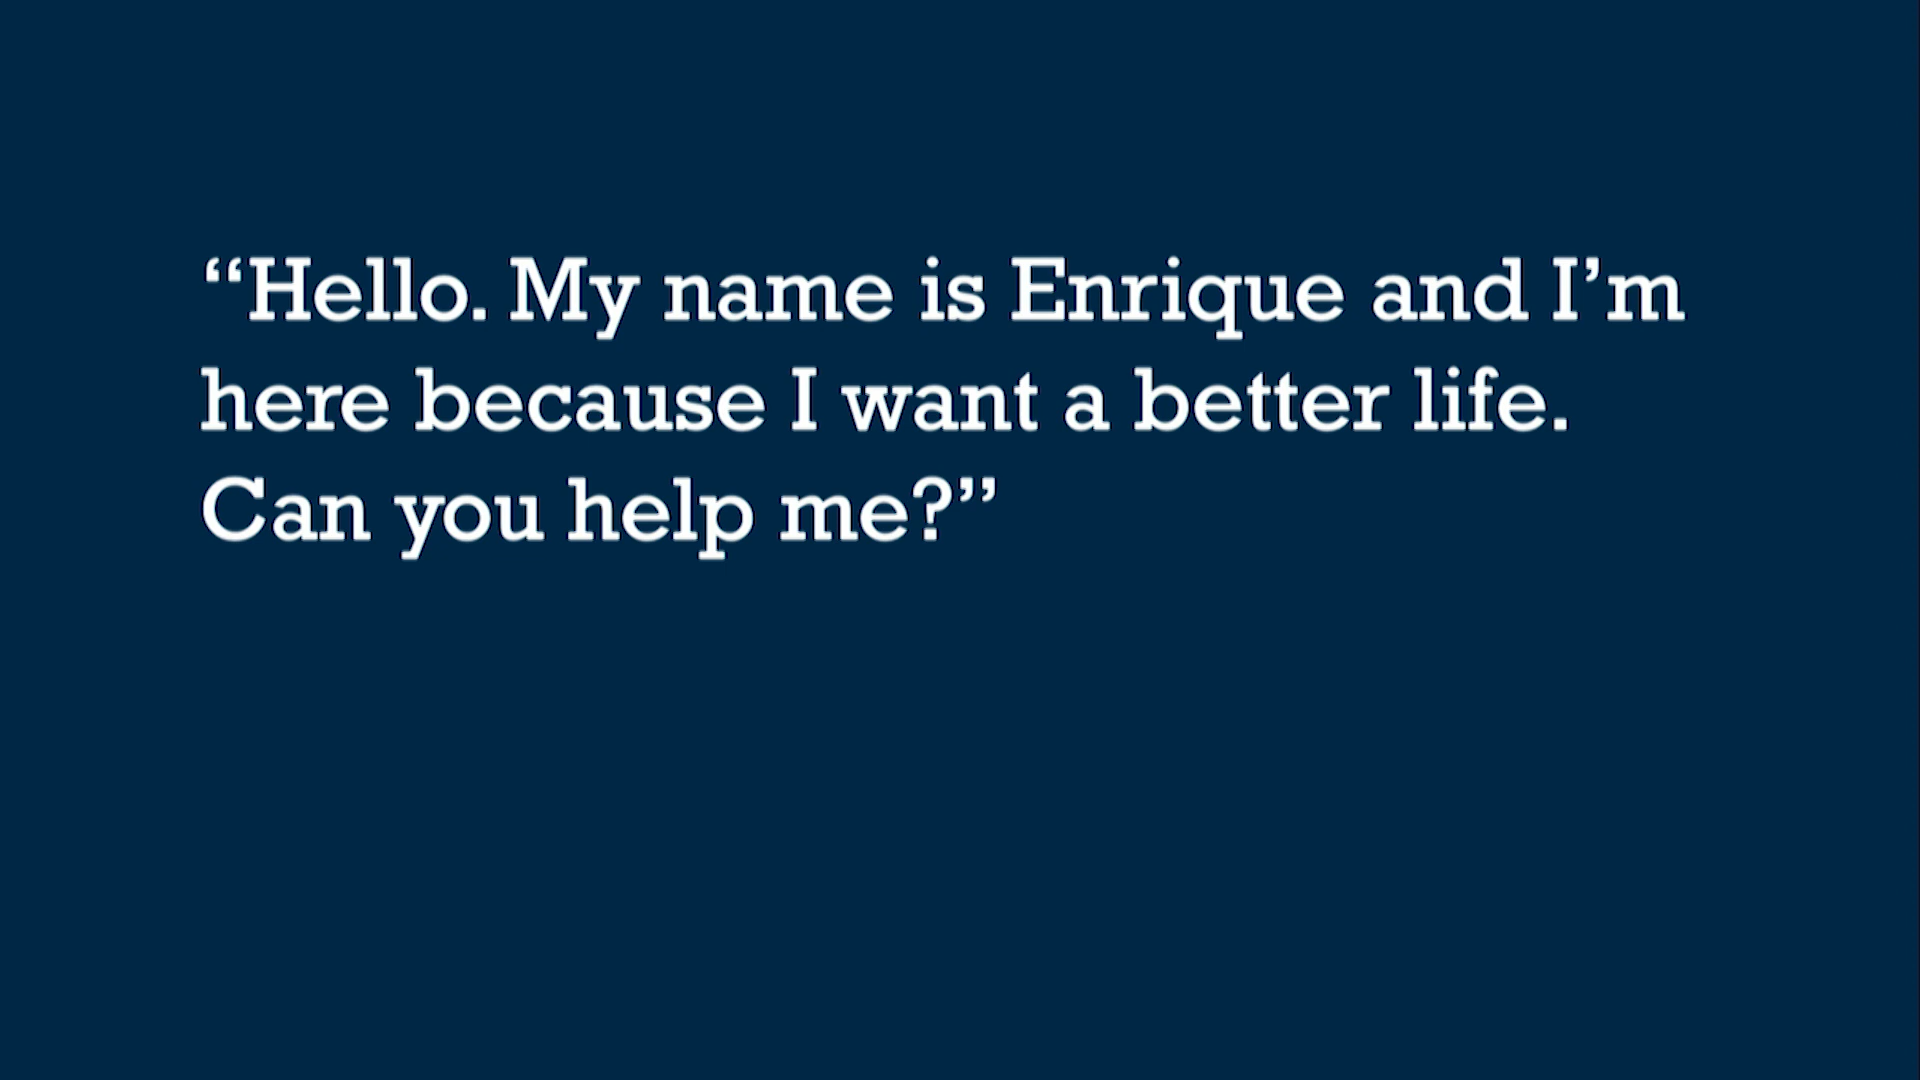 “Hello. My name is Enrique and I’m
here because I want a better life.
Can you help me?”